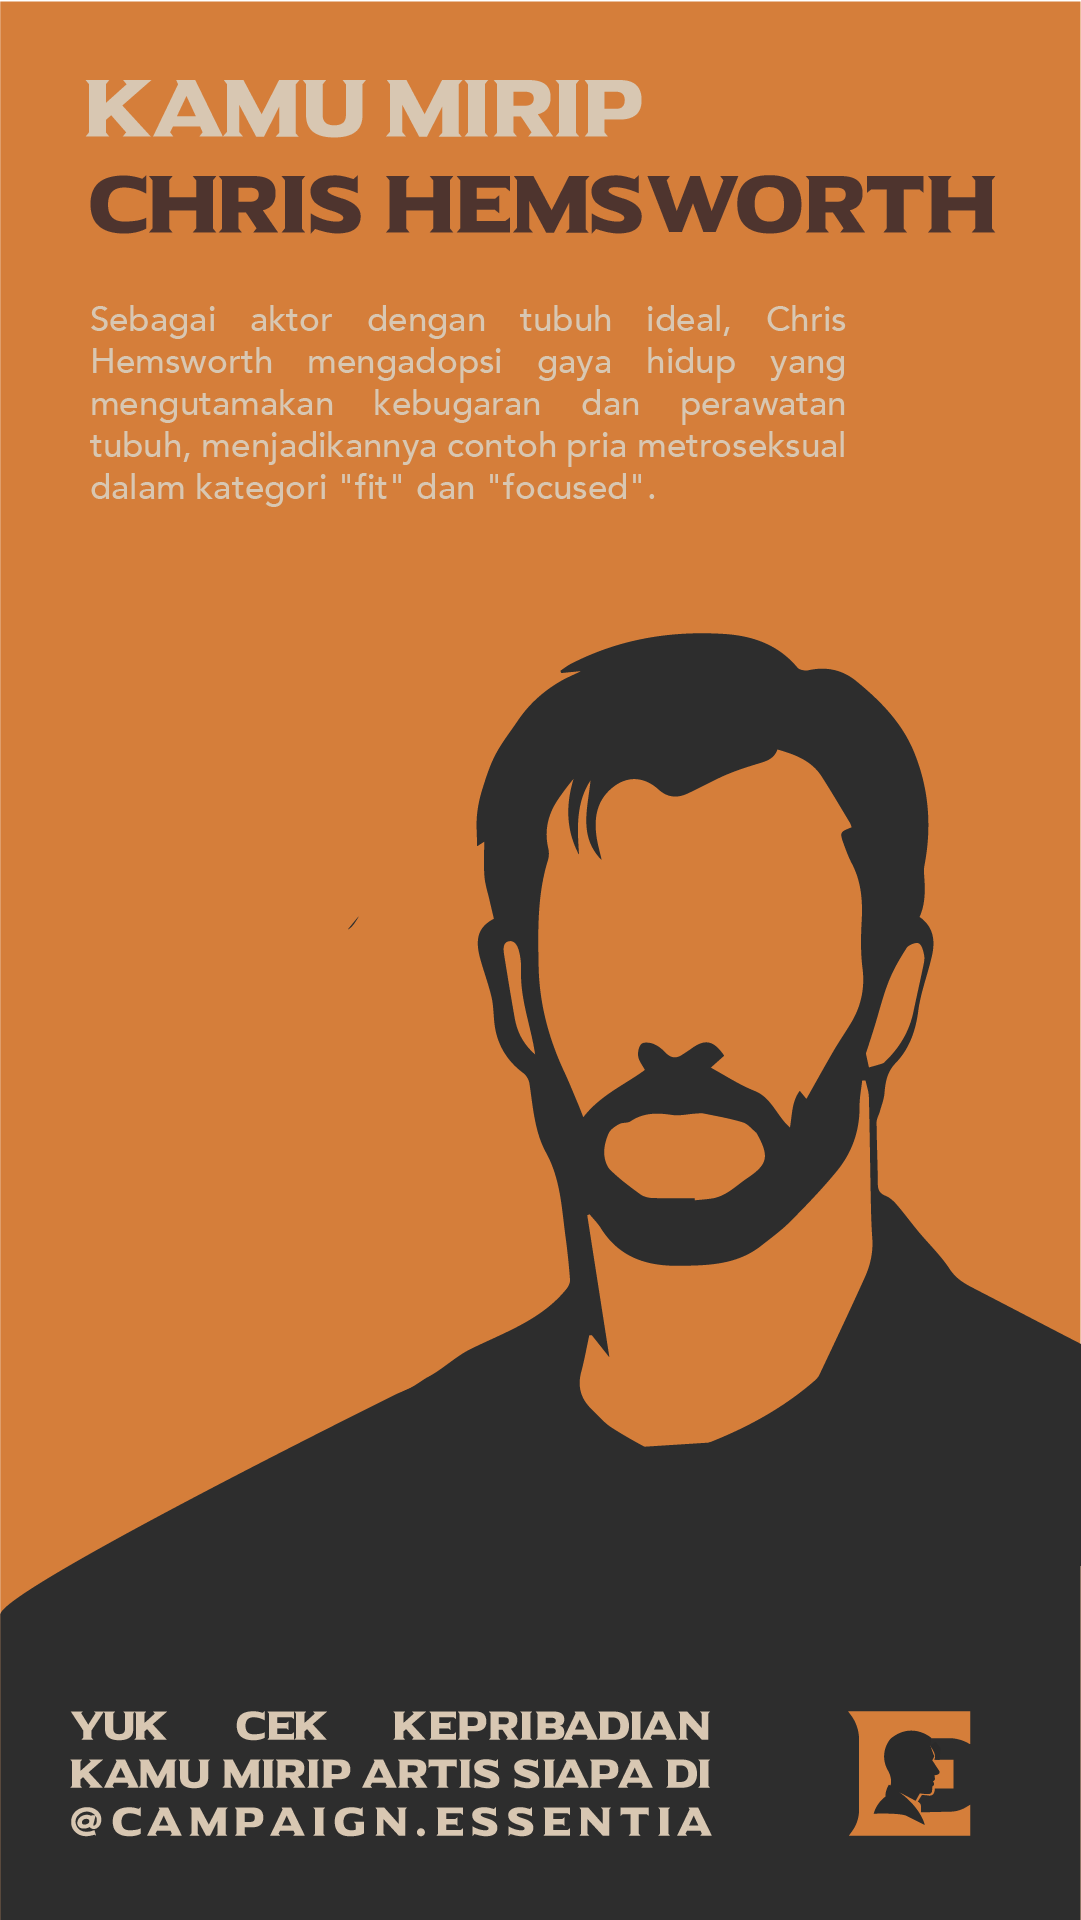 KAMU MIRIP
CHRIS HEMSWORTH
Sebagai aktor dengan tubuh ideal, Chris
Hemsworth mengadopsi gaya hidup yang
mengutamakan kebugaran dan perawatan
tubuh, menjadikannya contoh pria metroseksual
dalam kategori "fit" dan "focused".
YUK CEK KEPRIBADIAN
KAMU MIRIP ARTIS SIAPA DI
@CAMPAIGN.ESSENTIA
E